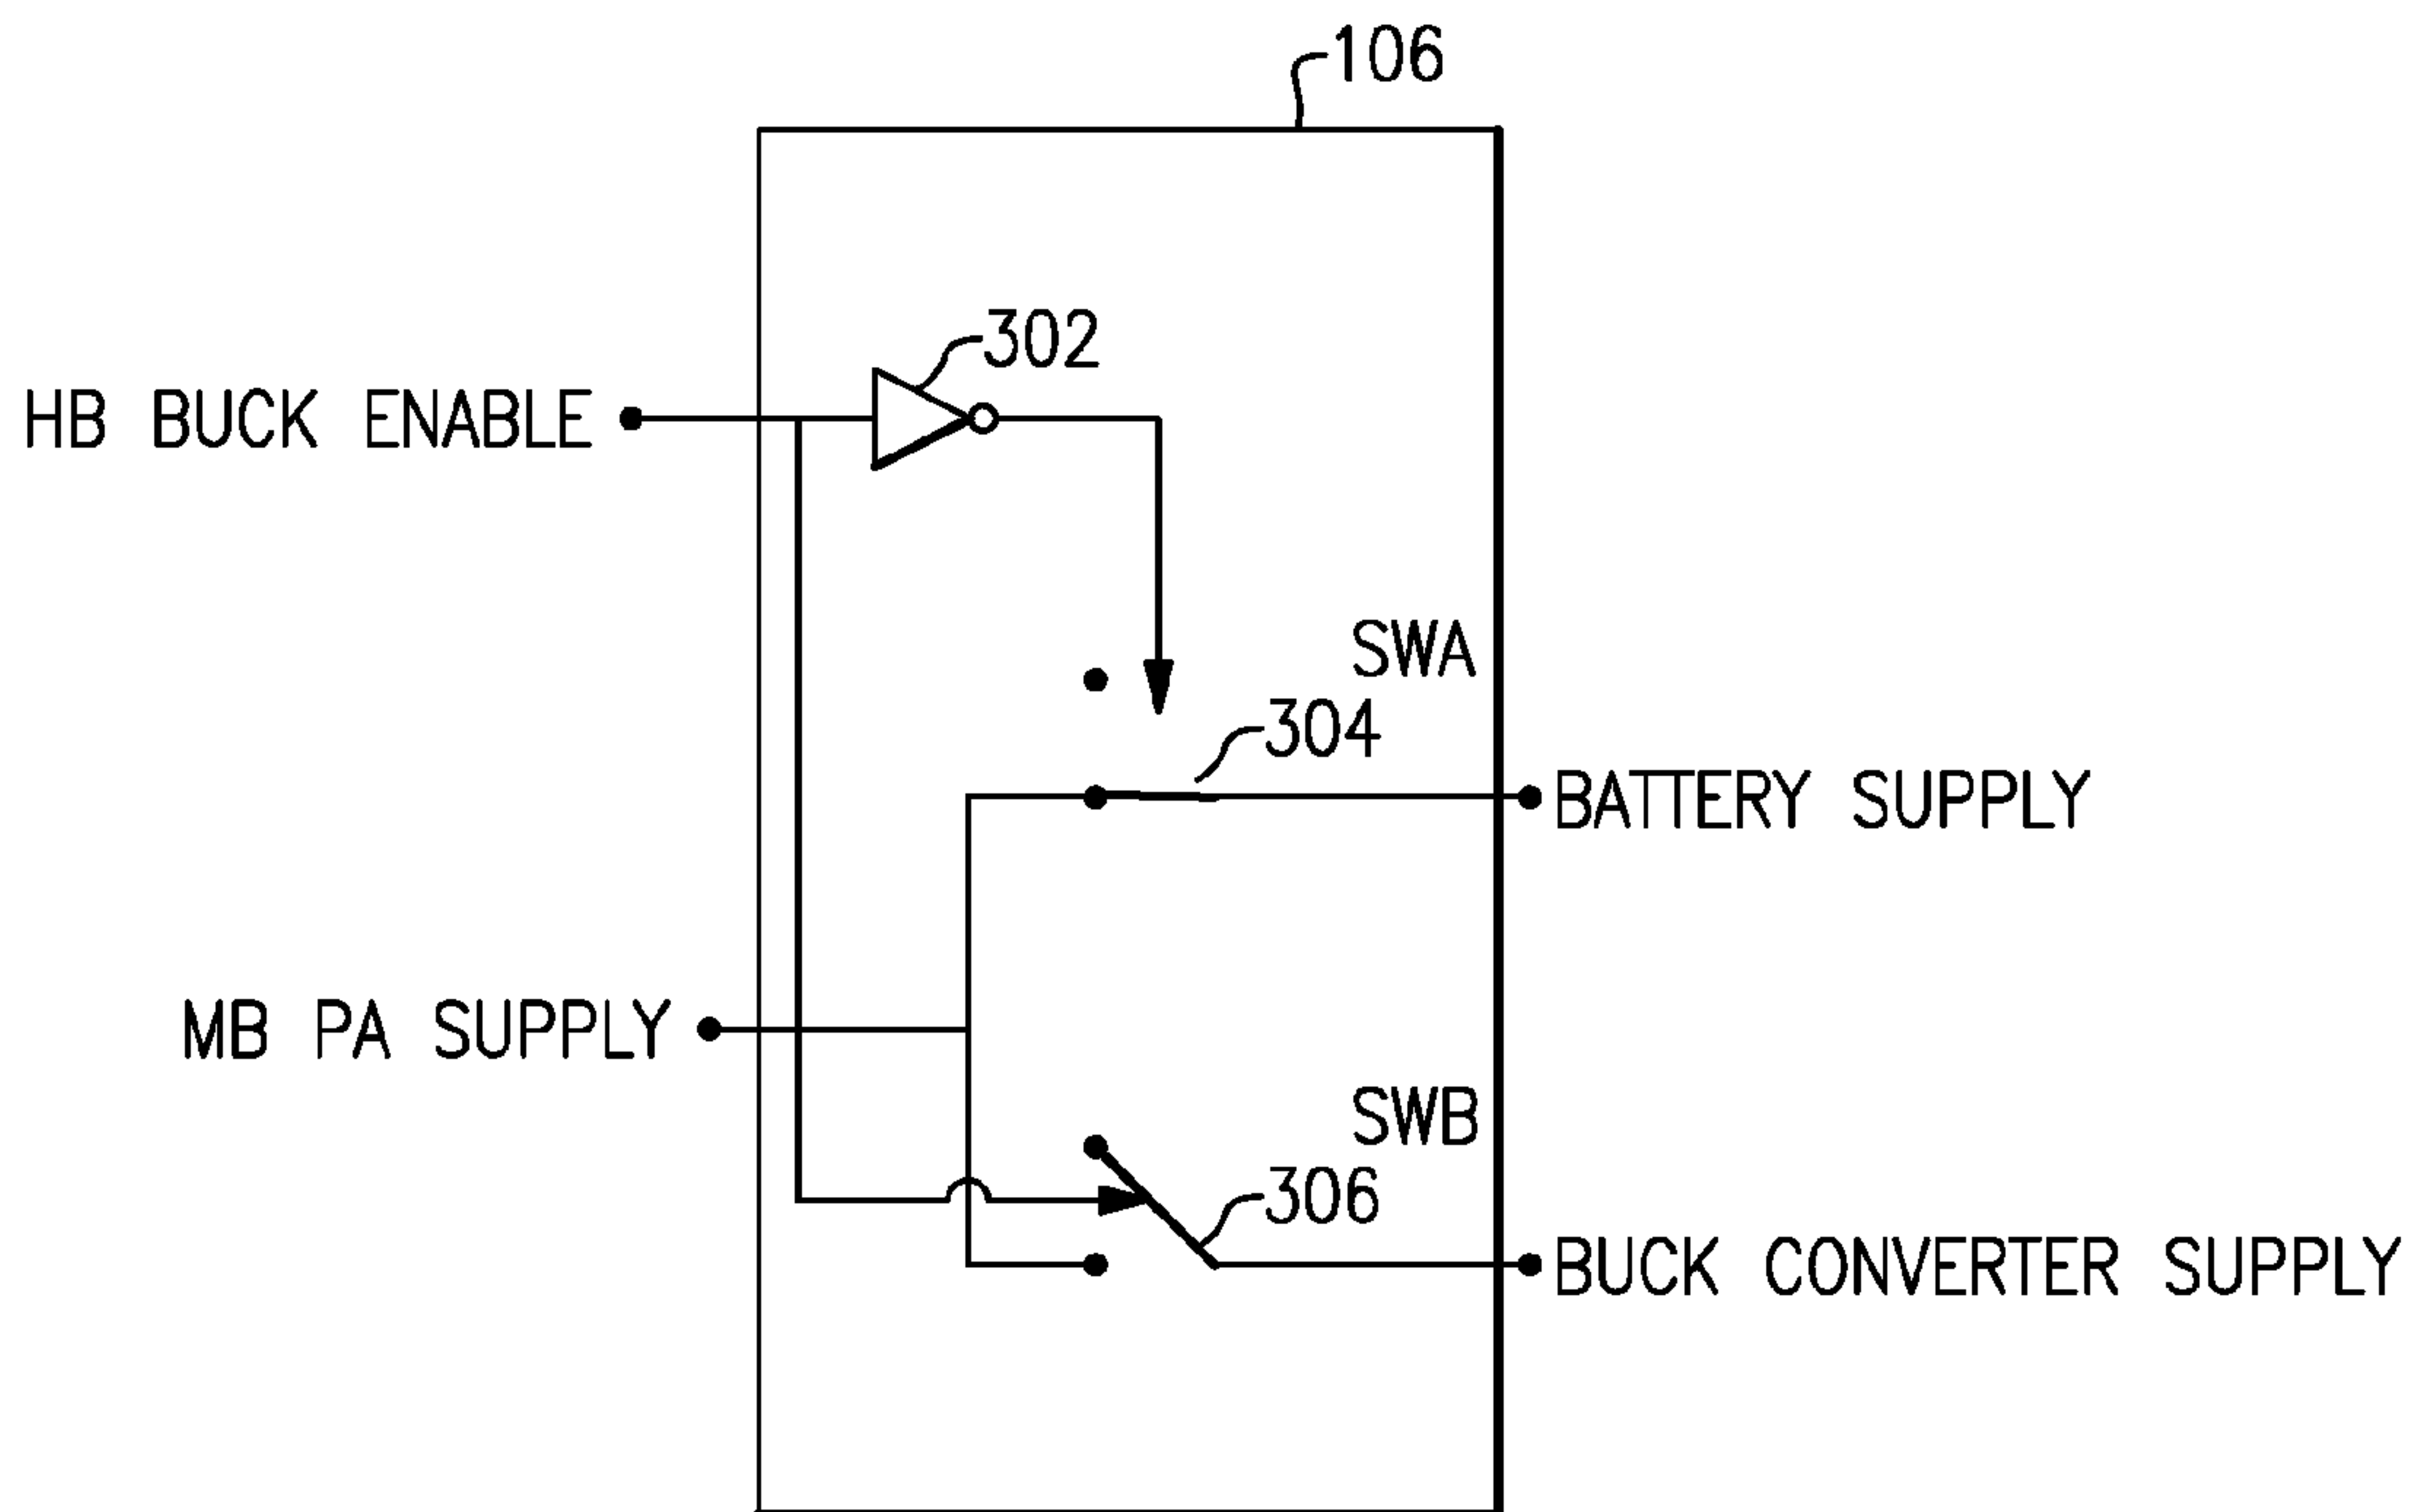 106
302
HB BUCK ENABLE
SWA
304
BATTERY SUPPLY
MB PA SUPPLY
SWB
306
BUCK CONVERTER SUPPLY